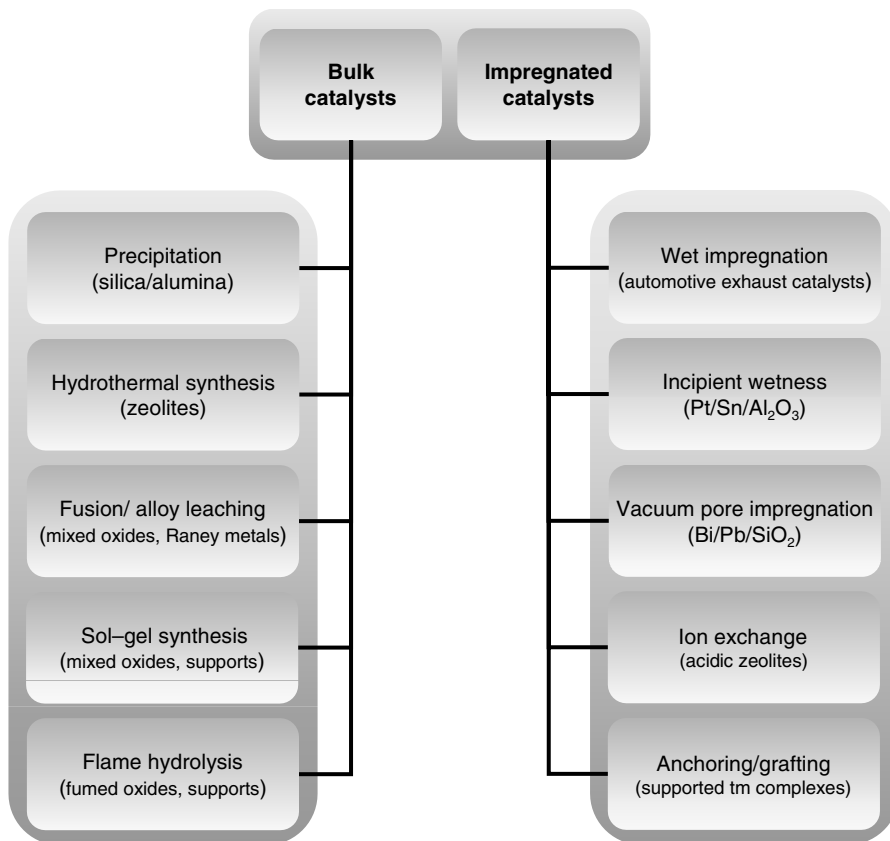 Bulk
catalysts
Impregnated
catalysts
Precipitation
(silica/alumina)
Hydrothermal synthesis
(zeolites)
Fusion/ alloy leaching
(mixed oxides, Raney metals)
Sol–gel synthesis
(mixed oxides, supports)
Flame hydrolysis
(fumed oxides, supports)
Wet impregnation
(automotive exhaust catalysts)
Incipient wetness
(Pt/Sn/Al₂O₃)
Vacuum pore impregnation
(Bi/Pb/SiO₂)
Ion exchange
(acidic zeolites)
Anchoring/grafting
(supported tm complexes)